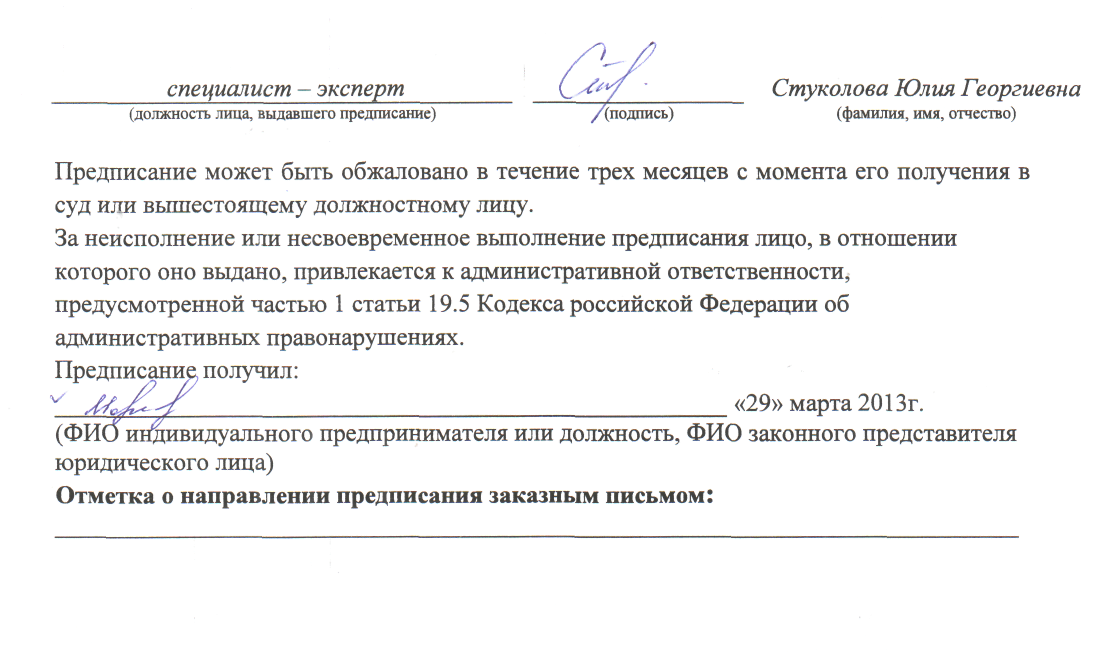 специалист – эксперт Стуколова Юлия Георгиевна
(должность лица, выдавшего предписание) (подпись) (фамилия, имя, отчество)
Предписание может быть обжаловано в течение трех месяцев с момента его получения в
суд или вышестоящему должностному лицу.
За неисполнение или несвоевременное выполнение предписания лицо, в отношении
которого оно выдано, привлекается к административной ответственности,
предусмотренной частью 1 статьи 19.5 Кодекса российской Федерации об
административных правонарушениях.
Предписание получил:
«29» марта 2013г.
(ФИО индивидуального предпринимателя или должность, ФИО законного представителя
юридического лица)
Отметка о направлении предписания заказным письмом: